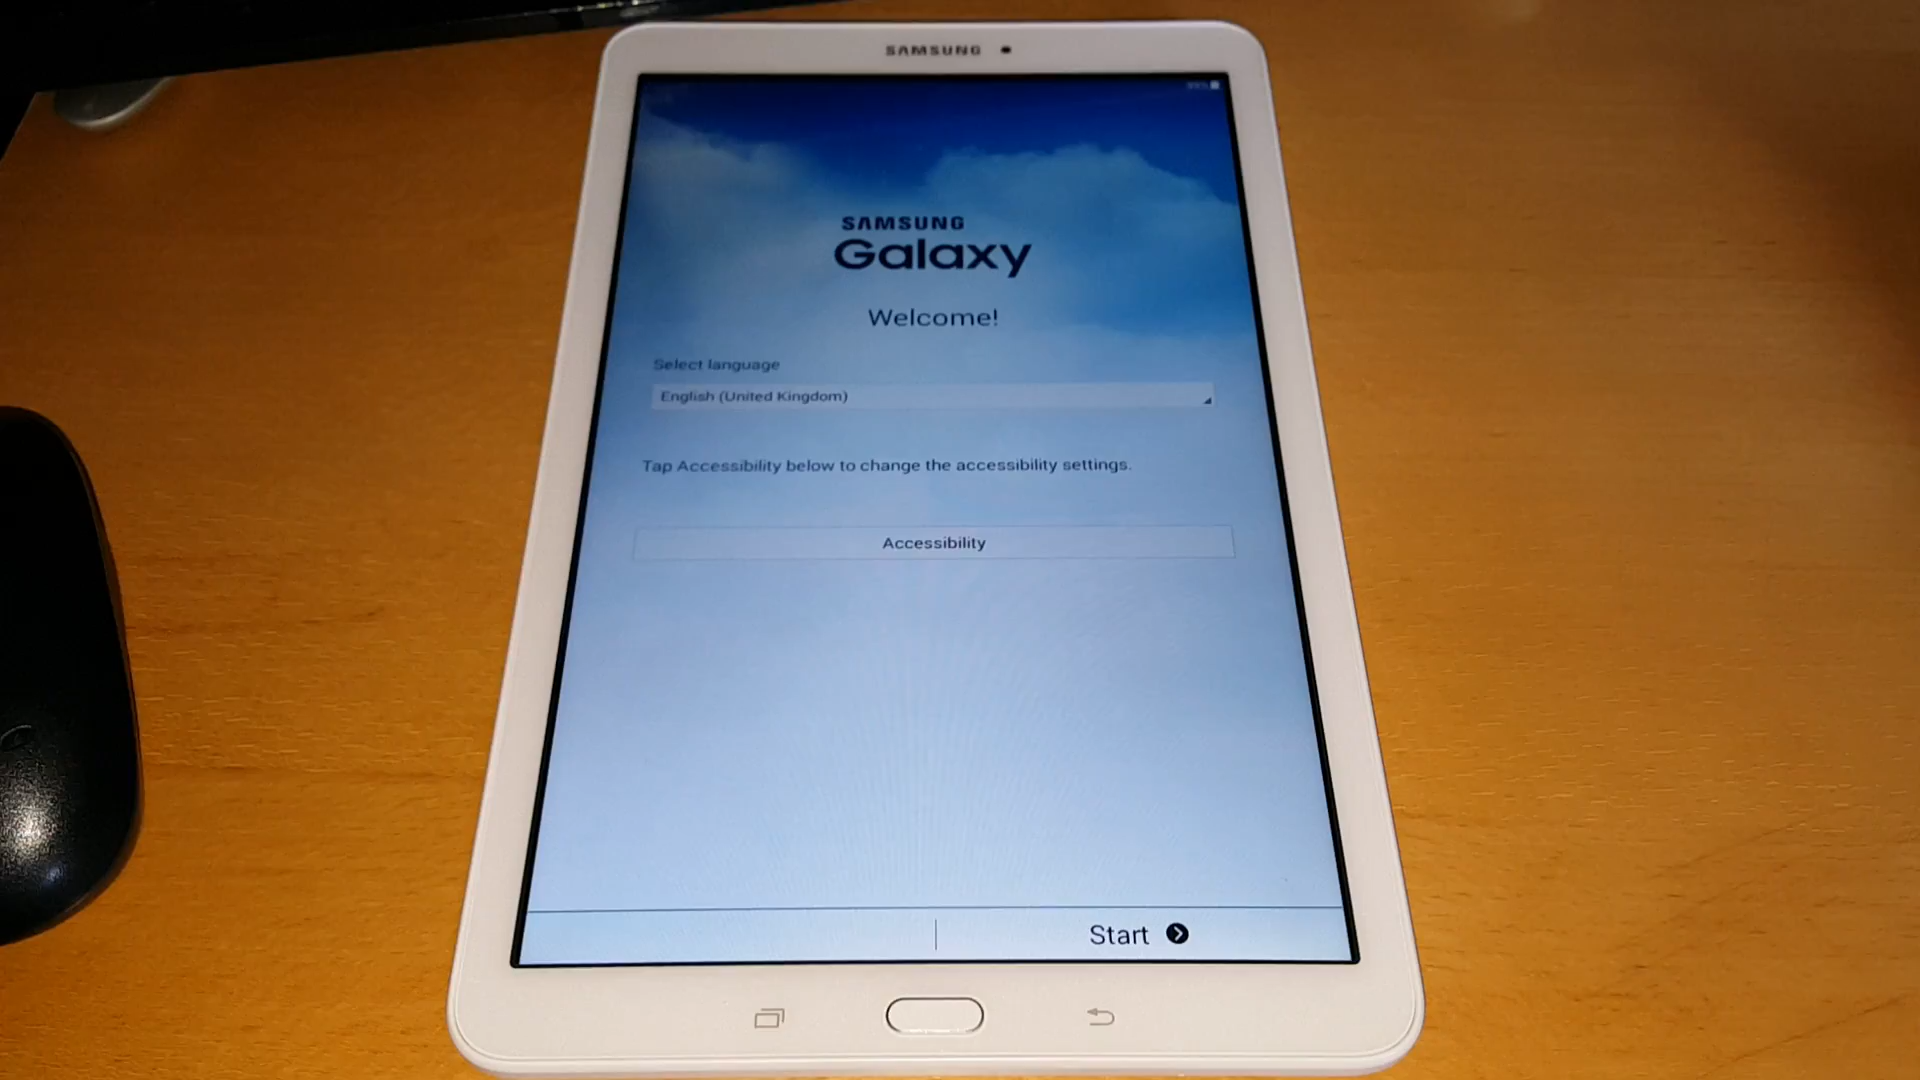 SAMSUNG
SAMSUNG
Galaxy
Welcome!
Select language
English (United Kingdom)
Tap Accessibility below to change the accessibility settings.
Accessibility
Start